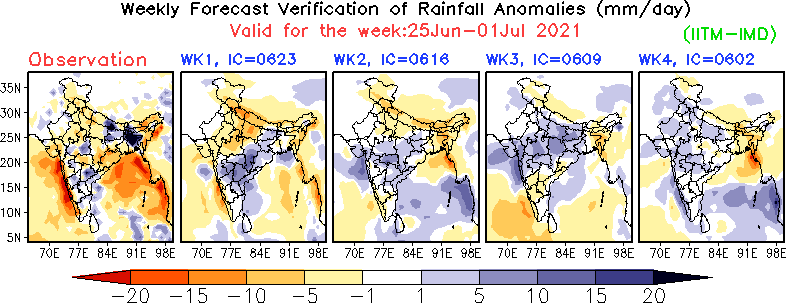 Weekly Forecast Verification of Rainfall Anomalies (mm/day)
Valid for the week:25Jun−01Jul 2021
(IITM−IMD)
Observation WK1, IC=0623 WK2, IC=0616 WK3, IC=0609 WK4, IC=0602
35N
30N
25N
20N
15N
10N
5N
70E 77E 84E 91E 98E 70E 77E 84E 91E 98E 70E 77E 84E 91E 98E 70E 77E 84E 91E 98E 70E 77E 84E 91E 98E
−20 −15 −10 −5 −1 1 5 10 15 20